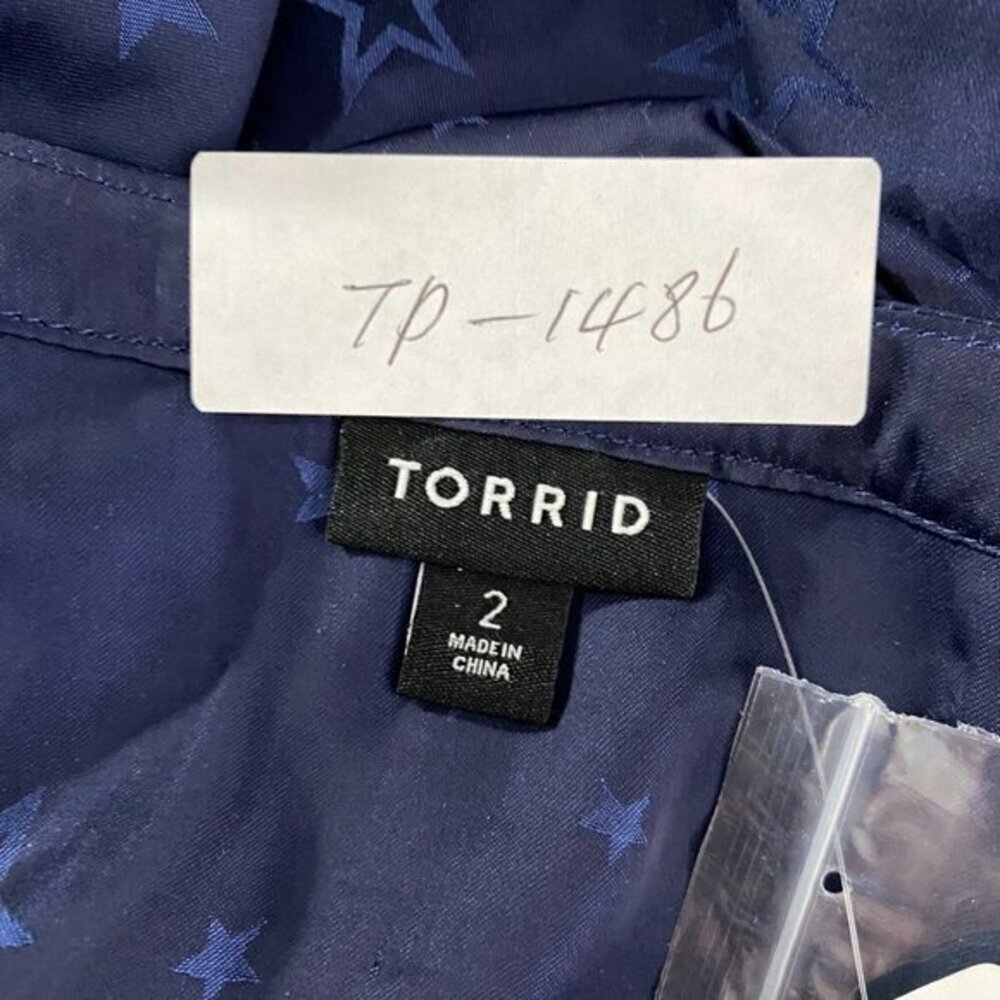 TP-1486
TORRID
2
MADE IN
CHINA